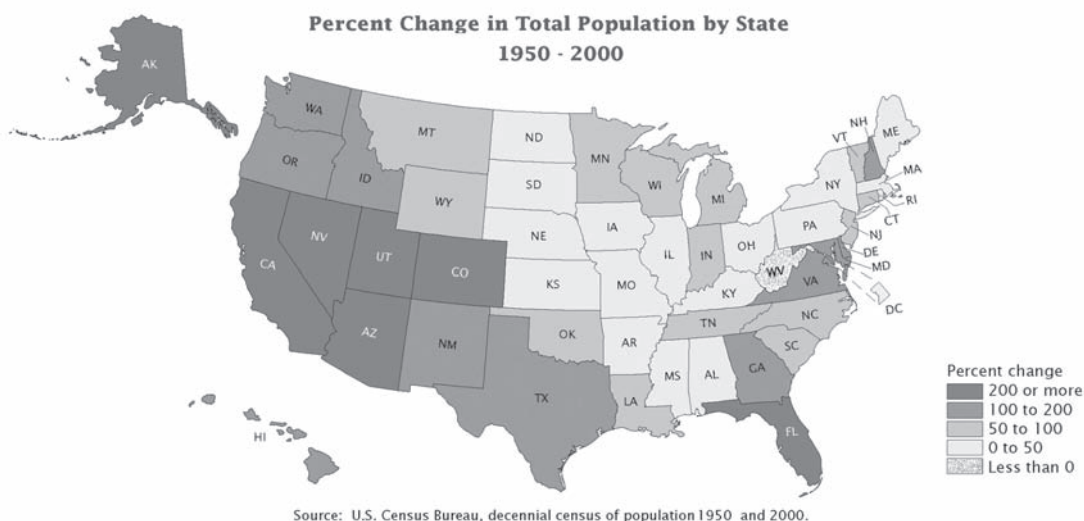 Percent Change in Total Population by State
1950 - 2000
AK
WA
OR
ID
MT
WY
NV
CA
UT
CO
AZ
NM
ND
SD
NE
KS
OK
TX
MN
IA
MO
AR
LA
WI
IL
MI
IN
OH
KY
TN
MS
AL
GA
FL
SC
NC
VA
WV
PA
NY
VT
NH
ME
MA
RI
CT
NJ
DE
MD
DC
HI
Percent change
200 or more
100 to 200
50 to 100
0 to 50
Less than 0
Source: U.S. Census Bureau, decennial census of population 1950 and 2000.